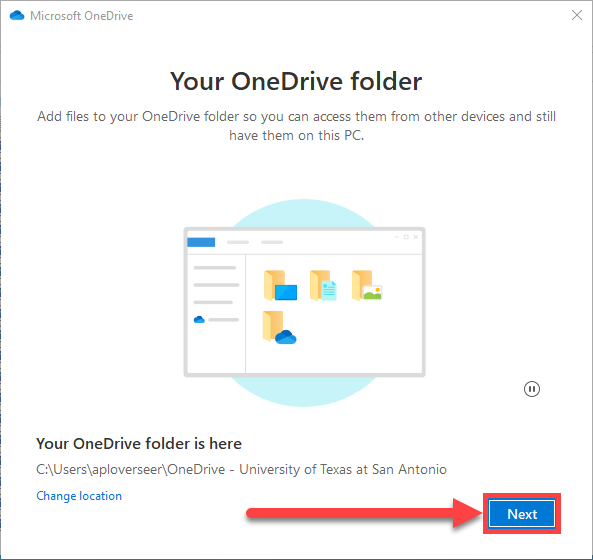 Microsoft OneDrive
Your OneDrive folder
Add files to your OneDrive folder so you can access them from other devices and still
have them on this PC.
Your OneDrive folder is here
C:\Users\aploverseer\OneDrive - University of Texas at San Antonio
Change location
Next